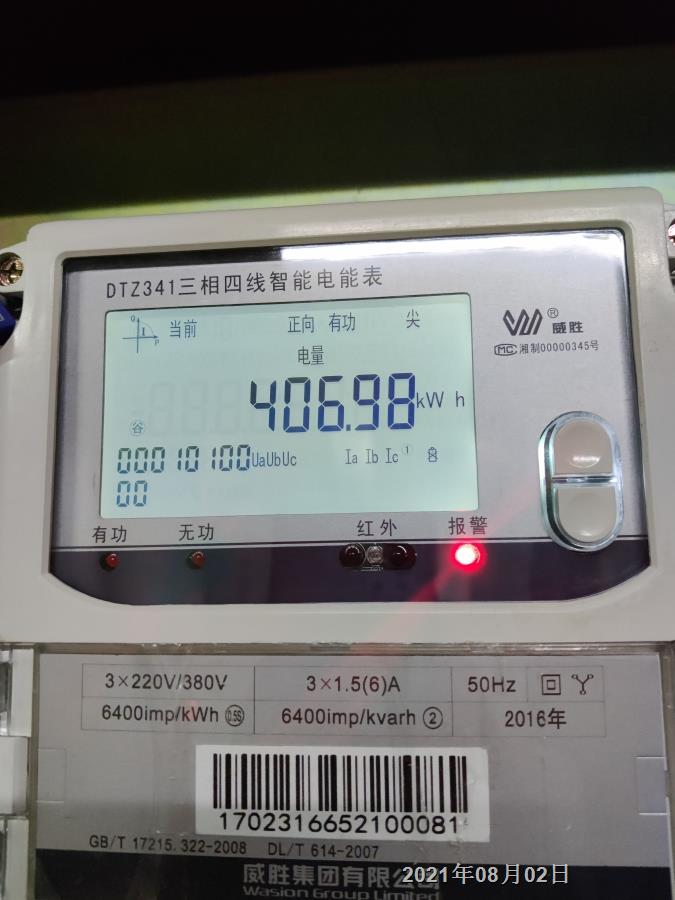 DTZ341三相四线智能电能表
Q I P 当前 正向 有功 尖
电量
406.98kWh
谷
00010100UaUbUc Ia Ib Ic ①
00
® 威胜
MC 湘制00000345号
有功 无功 红外 报警
3×220V/380V 3×1.5(6)A 50Hz
6400imp/kWh 0.5S 6400imp/kvarh ② 2016年
1702316652100081
GB/T 17215.322-2008 DL/T 614-2007
威胜集团有限公司
Wasion Group Limited
2021年08月02日